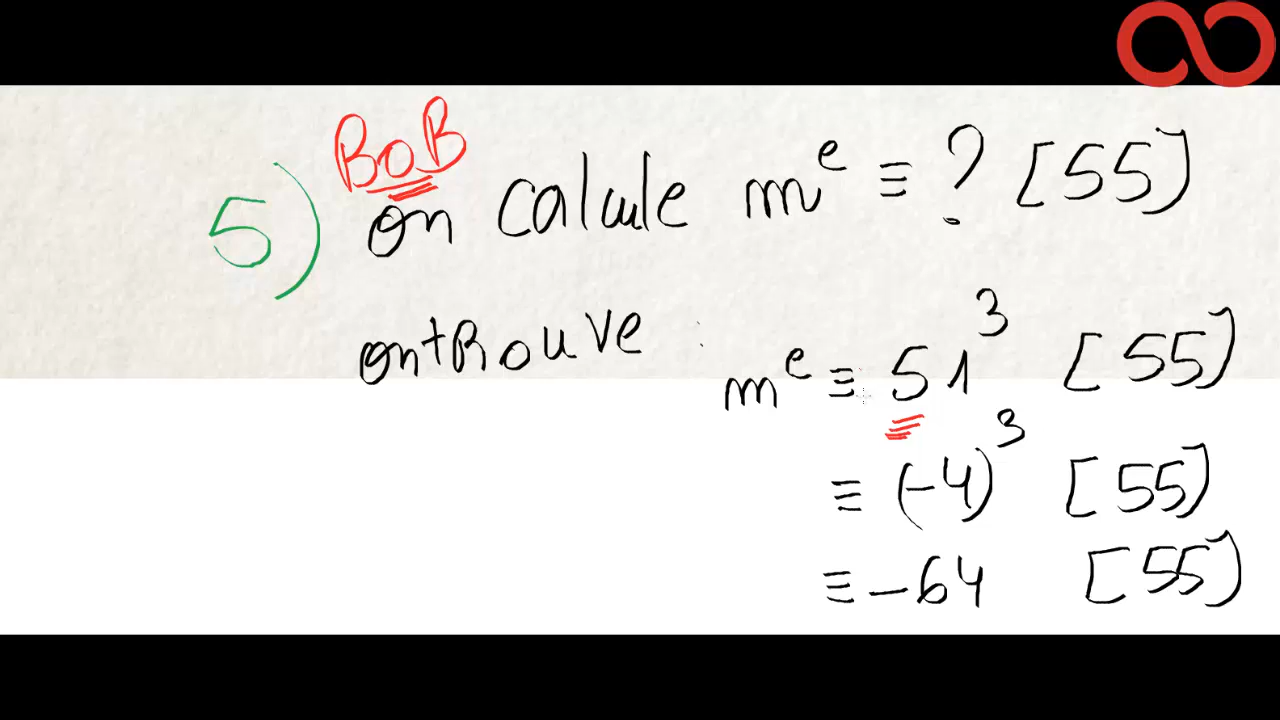 BOB
5) on calcule m^e ≡ ? [55]
on trouve : m^e ≡ 51^3 [55]
≡ (-4)^3 [55]
≡ -64 [55]